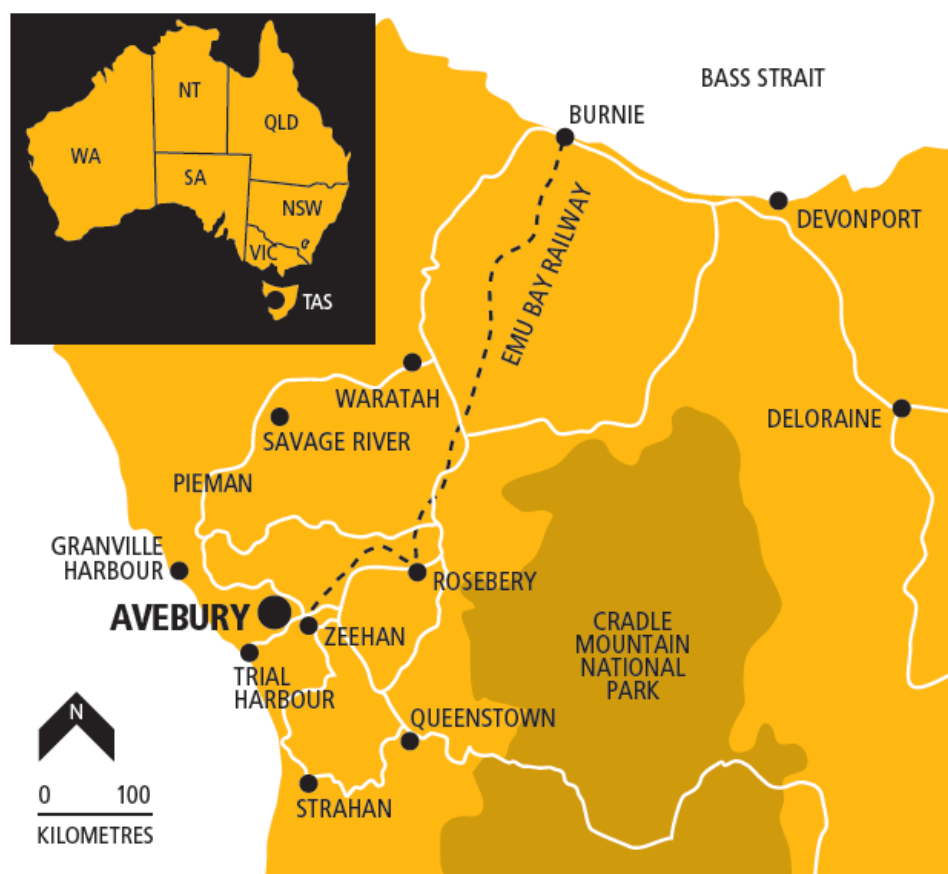 BASS STRAIT
NT
QLD
WA
SA
NSW
VIC
TAS
BURNIE
DEVONPORT
EMU BAY RAILWAY
WARATAH
DELORAINE
SAVAGE RIVER
PIEMAN
GRANVILLE
HARBOUR
ROSEBERY
AVEBURY
ZEEHAN
CRADLE
MOUNTAIN
NATIONAL
PARK
TRIAL
HARBOUR
N
QUEENSTOWN
0 100
KILOMETRES
STRAHAN